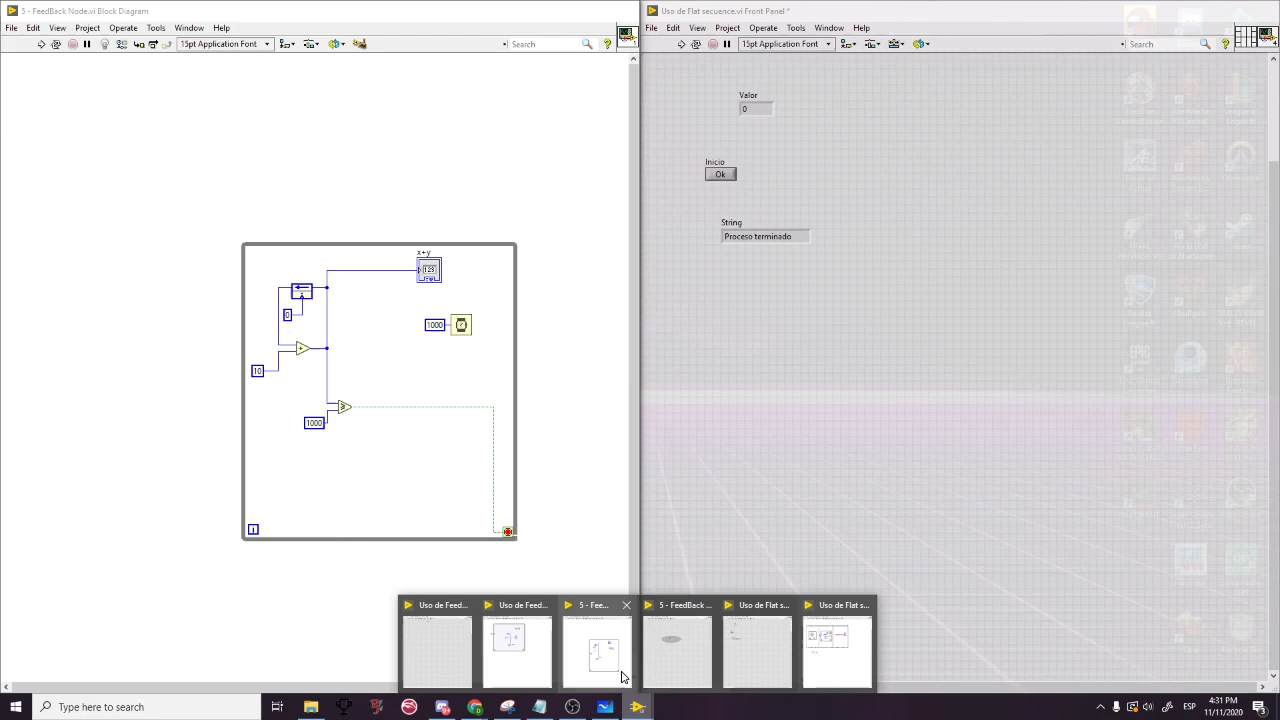 5 - FeedBack Node.vi Block Diagram
File Edit View Project Operate Tools Window Help
15pt Application Font
Search
x+y
123
0
1000
+
10
≥
1000
i
Uso de Flat secuence.vi Front Panel *
File Edit View Project Operate Tools Window Help
15pt Application Font
Search
Valor
0
Inicio
Ok
String
Proceso terminado
Uso de Feed...
Uso de Feed...
5 - Fee...
5 - FeedBack ...
Uso de Flat s...
Uso de Flat s...
Type here to search
ESP
4:31 PM
11/11/2020
3